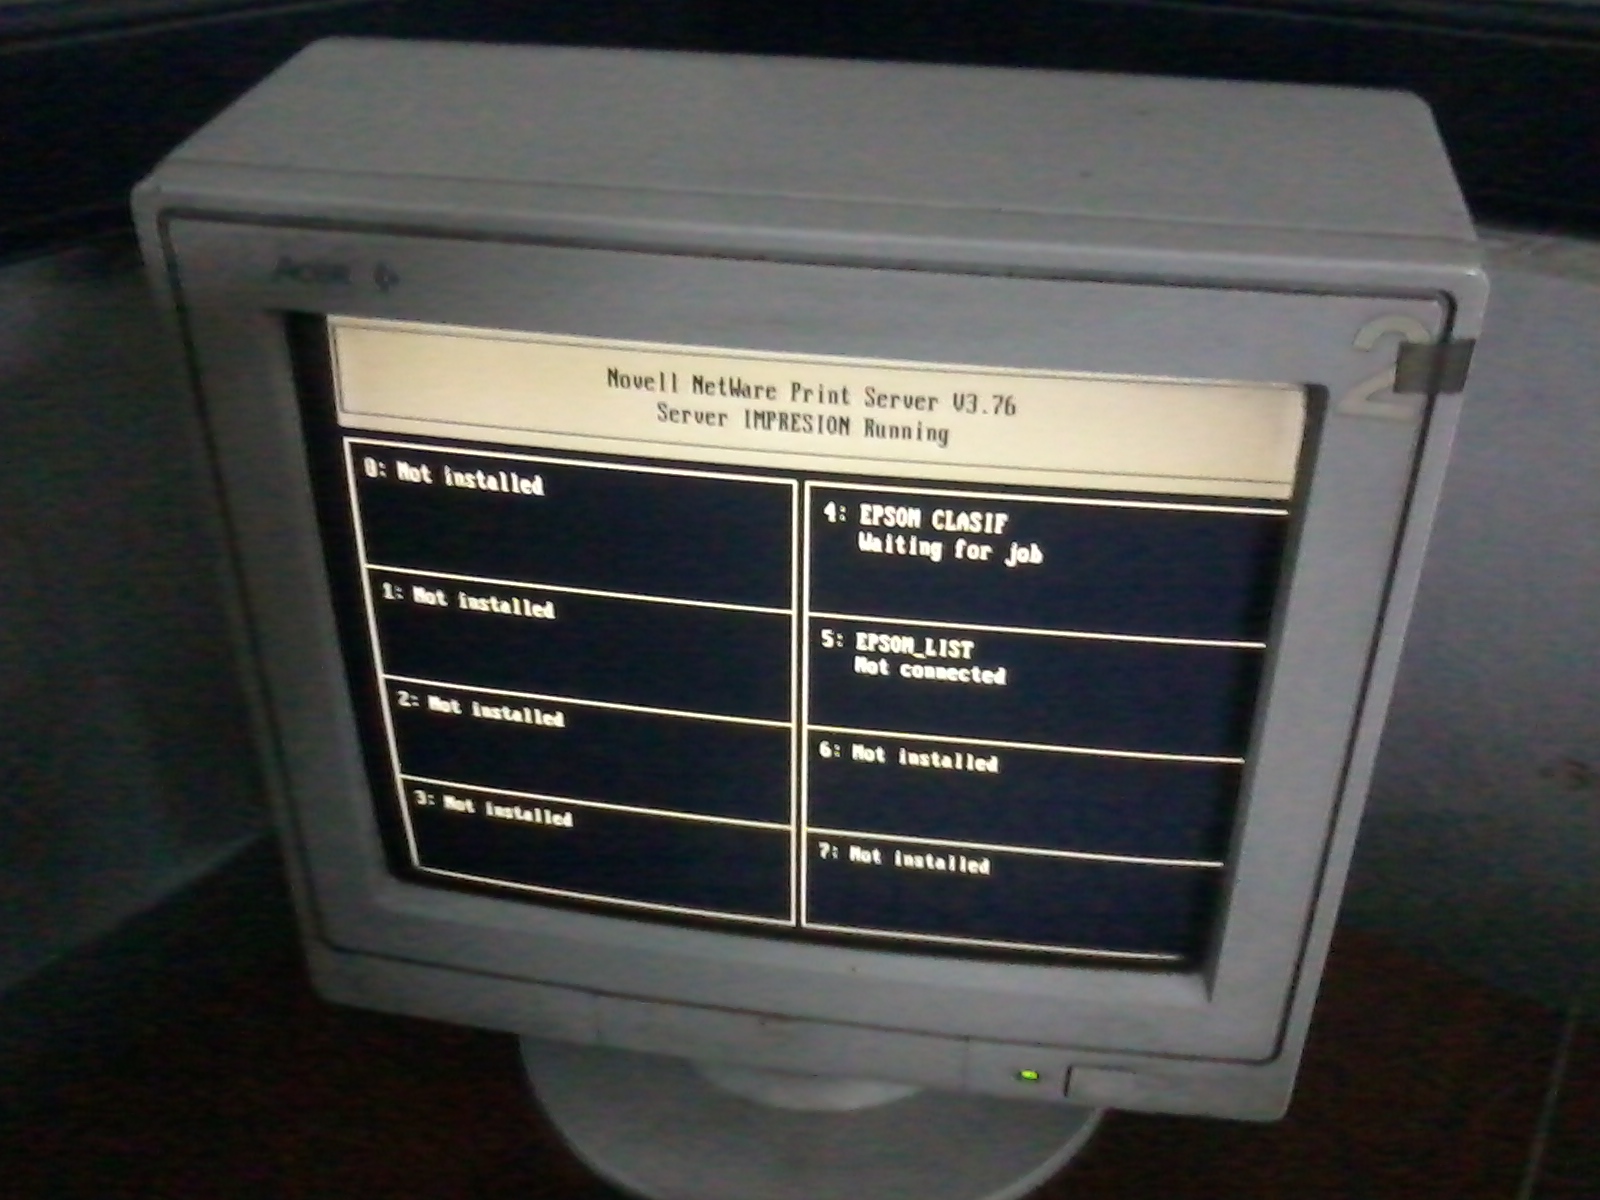 Acer
2
Novell NetWare Print Server V3.76
Server IMPRESION Running
0: Not installed
1: Not installed
2: Not installed
3: Not installed
4: EPSON CLASIF
Waiting for job
5: EPSON_LIST
Not connected
6: Not installed
7: Not installed